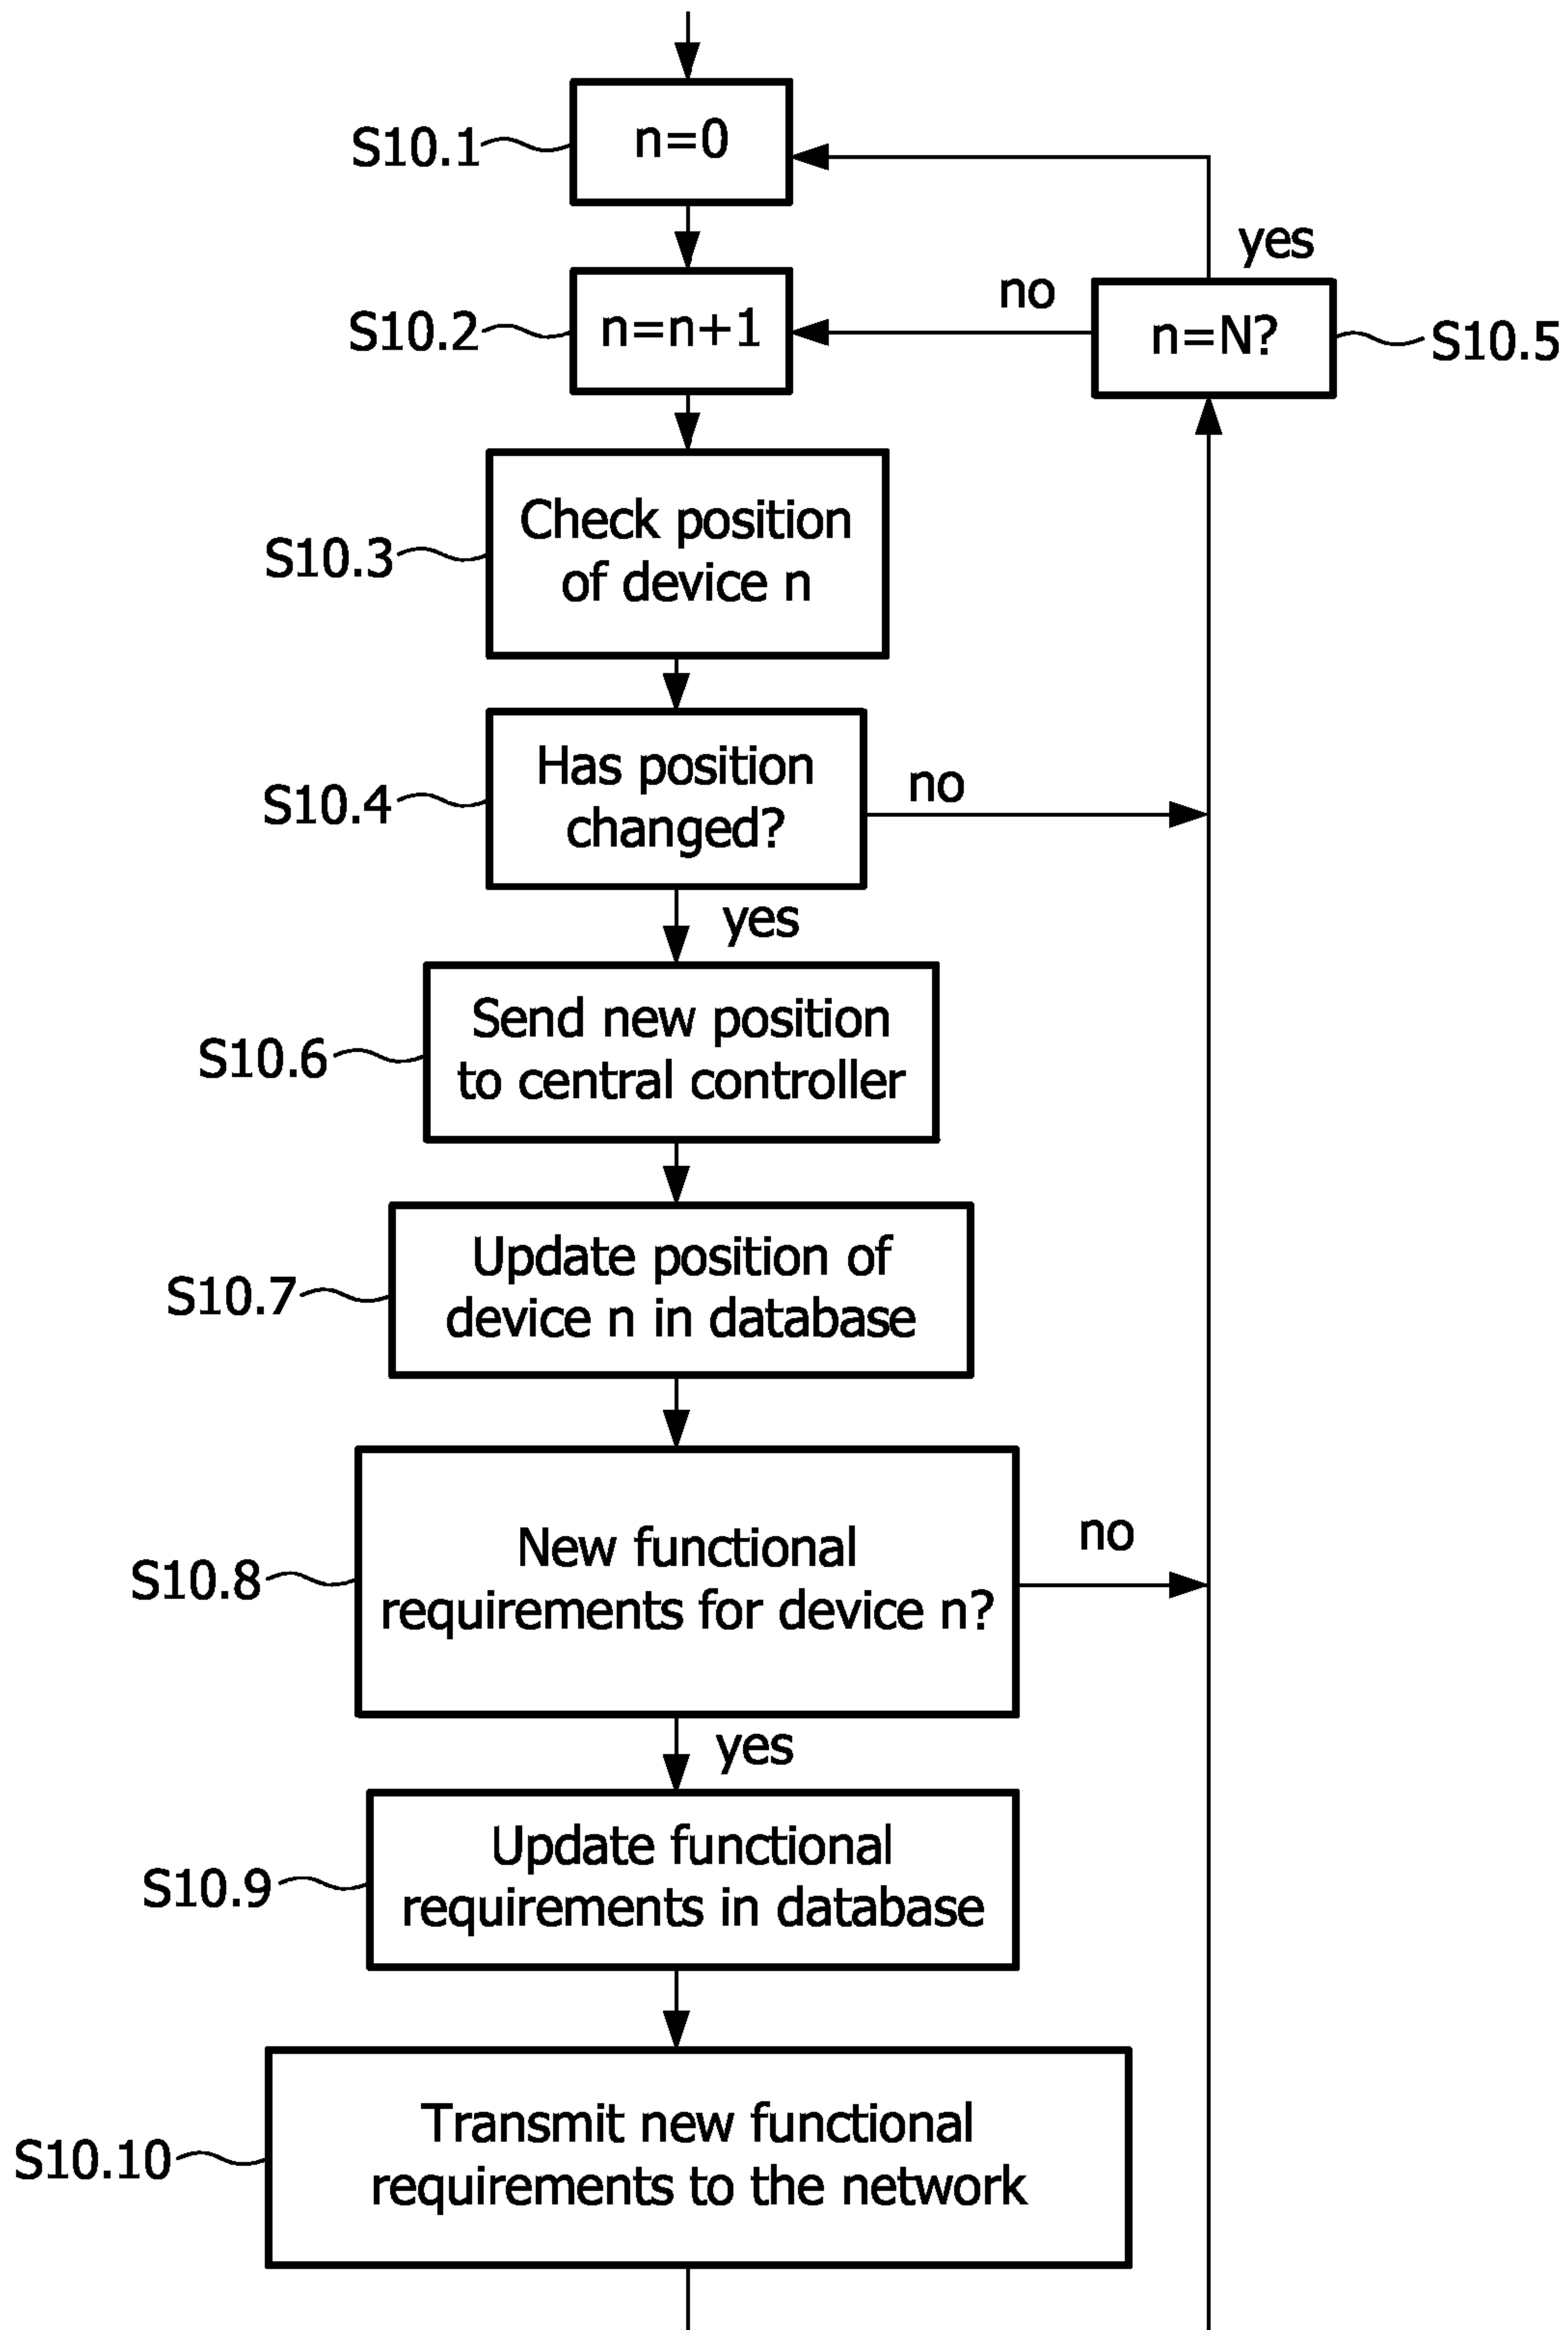 S10.1
n=0
yes
S10.2
n=n+1
no
n=N?
S10.5
S10.3
Check position
of device n
S10.4
Has position
changed?
no
yes
S10.6
Send new position
to central controller
S10.7
Update position of
device n in database
S10.8
New functional
requirements for device n?
no
yes
S10.9
Update functional
requirements in database
S10.10
Transmit new functional
requirements to the network